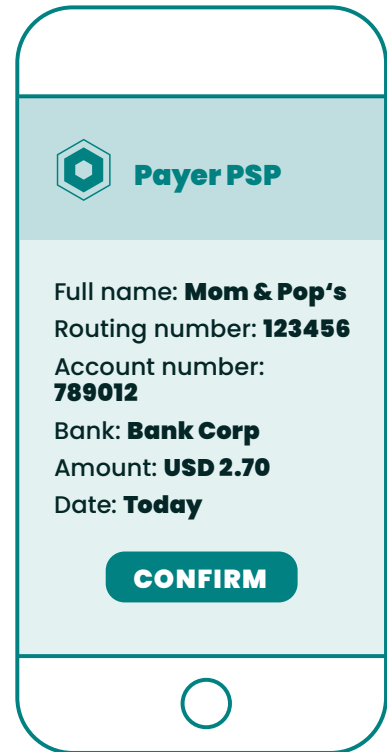 Payer PSP
Full name: Mom & Pop‘s
Routing number: 123456
Account number:
789012
Bank: Bank Corp
Amount: USD 2.70
Date: Today
CONFIRM